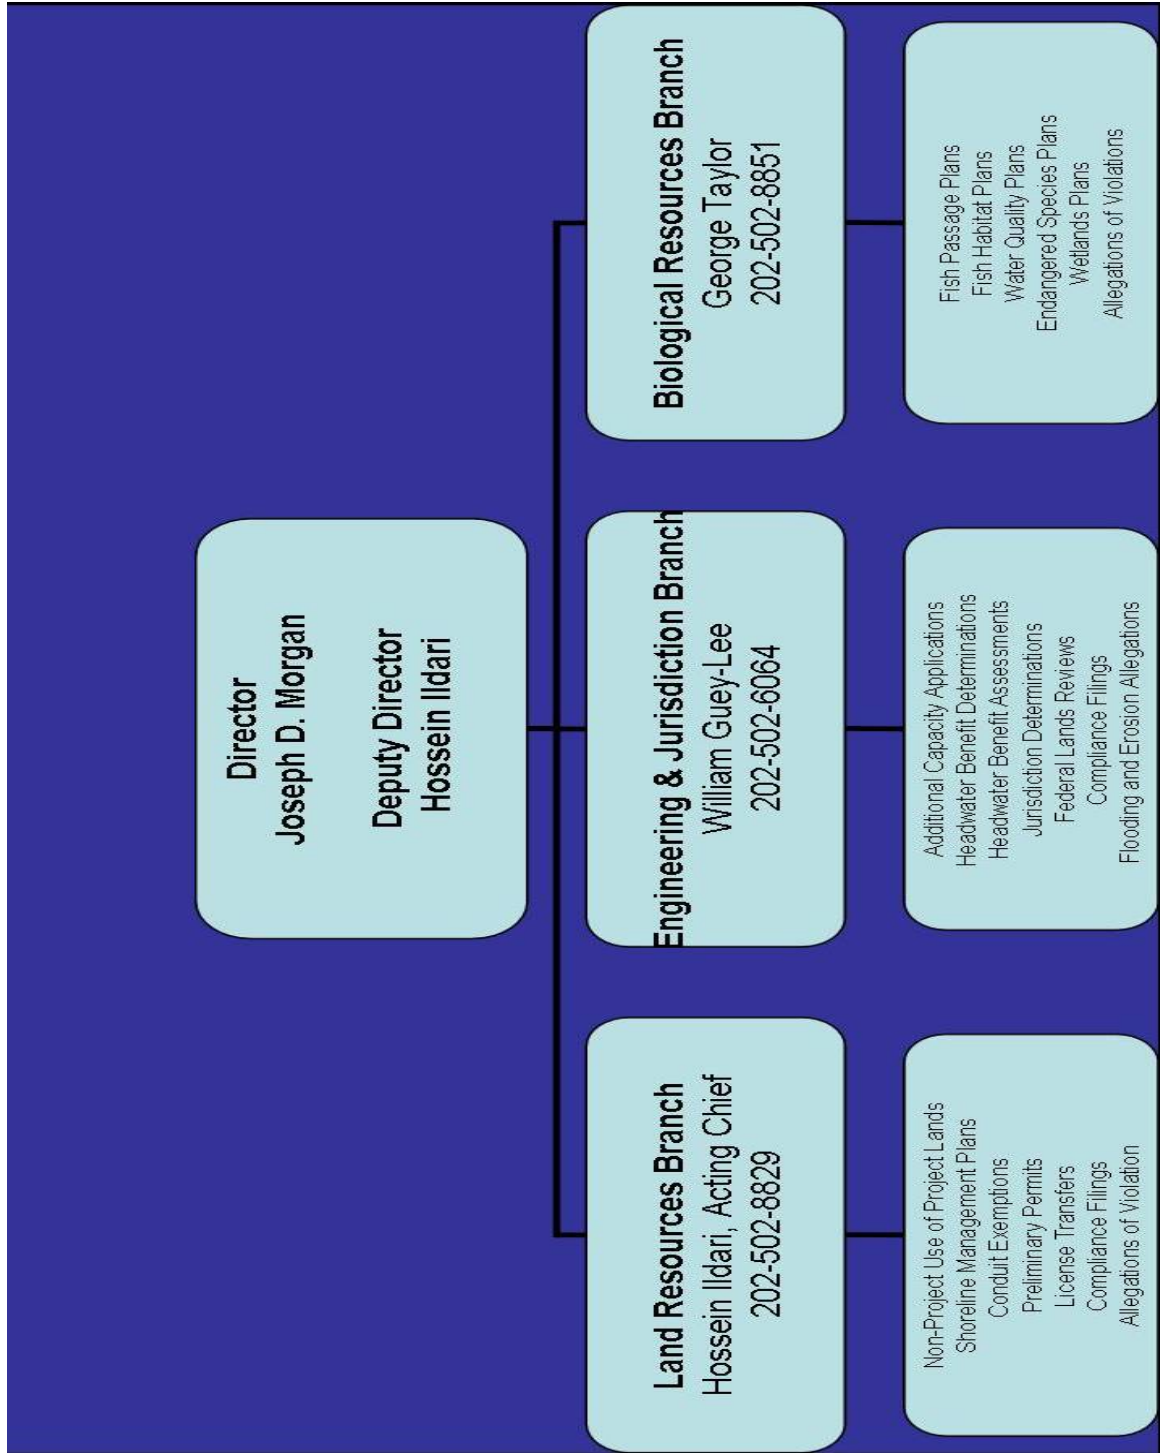 Director
Joseph D. Morgan
Deputy Director
Hossein Ildari
Land Resources Branch
Hossein Ildari, Acting Chief
202-502-8829
Engineering & Jurisdiction Branch
William Guey-Lee
202-502-6064
Biological Resources Branch
George Taylor
202-502-8851
Non-Project Use of Project Lands
Shoreline Management Plans
Conduit Exemptions
Preliminary Permits
License Transfers
Compliance Filings
Allegations of Violation
Additional Capacity Applications
Headwater Benefit Determinations
Headwater Benefit Assessments
Jurisdiction Determinations
Federal Lands Reviews
Compliance Filings
Flooding and Erosion Allegations
Fish Passage Plans
Fish Habitat Plans
Water Quality Plans
Endangered Species Plans
Wetlands Plans
Allegations of Violations